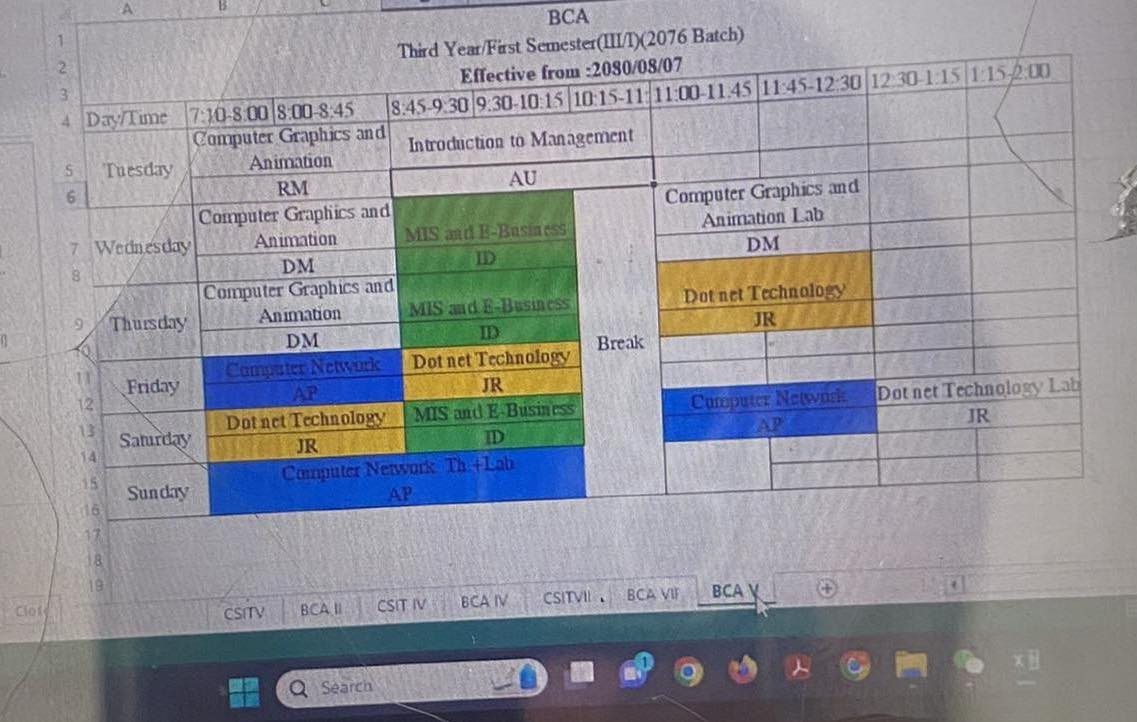 A B
BCA
Third Year/First Semester(III/I)(2076 Batch)
Effective from :2080/08/07
Day/Time 7:10-8:00 8:00-8:45 8:45-9:30 9:30-10:15 10:15-11: 11:00-11.45 11:45-12:30 12:30-1:15 1:15-2:00
Tuesday
Computer Graphics and
Animation
RM
Introduction to Management
AU
Wednesday
Computer Graphics and
Animation
DM
MIS and E-Business
ID
Computer Graphics and
Animation Lab
DM
Thursday
Computer Graphics and
Animation
DM
MIS and E-Business
ID
Break
Dot net Technology
JR
Friday
Computer Network
AP
Dot net Technology
JR
Saturday
Dot net Technology
JR
MIS and E-Business
ID
Computer Network
AP
Dot net Technology Lab
JR
Sunday
Computer Network Th.+Lab
AP
1
2
3
4
5
6
7
8
9
11
12
13
14
15
16
17
18
19
CSITV BCA II CSIT IV BCA IV CSITVII BCA VII BCA V
Search
1